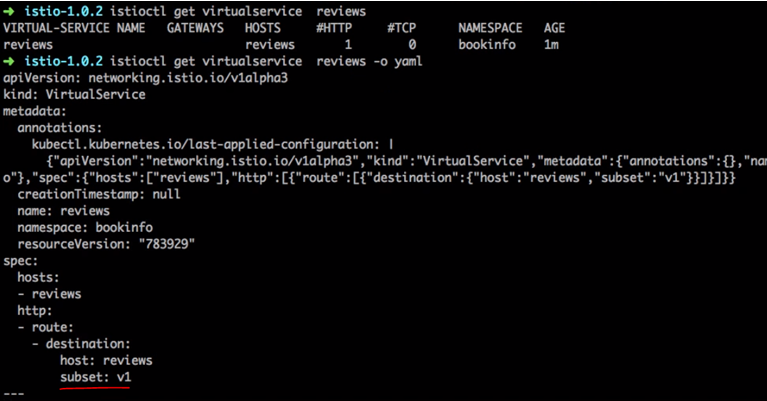 ➜ istio-1.0.2 istioctl get virtualservice reviews
VIRTUAL-SERVICE NAME GATEWAYS HOSTS #HTTP #TCP NAMESPACE AGE
reviews reviews 1 0 bookinfo 1m
➜ istio-1.0.2 istioctl get virtualservice reviews -o yaml
apiVersion: networking.istio.io/v1alpha3
kind: VirtualService
metadata:
  annotations:
    kubectl.kubernetes.io/last-applied-configuration: |
      {"apiVersion":"networking.istio.io/v1alpha3","kind":"VirtualService","metadata":{"annotations":{},"nam
o"},"spec":{"hosts":["reviews"],"http":[{"route":[{"destination":{"host":"reviews","subset":"v1"}}]}]}}
  creationTimestamp: null
  name: reviews
  namespace: bookinfo
  resourceVersion: "783929"
spec:
  hosts:
  - reviews
  http:
  - route:
    - destination:
        host: reviews
        subset: v1
---